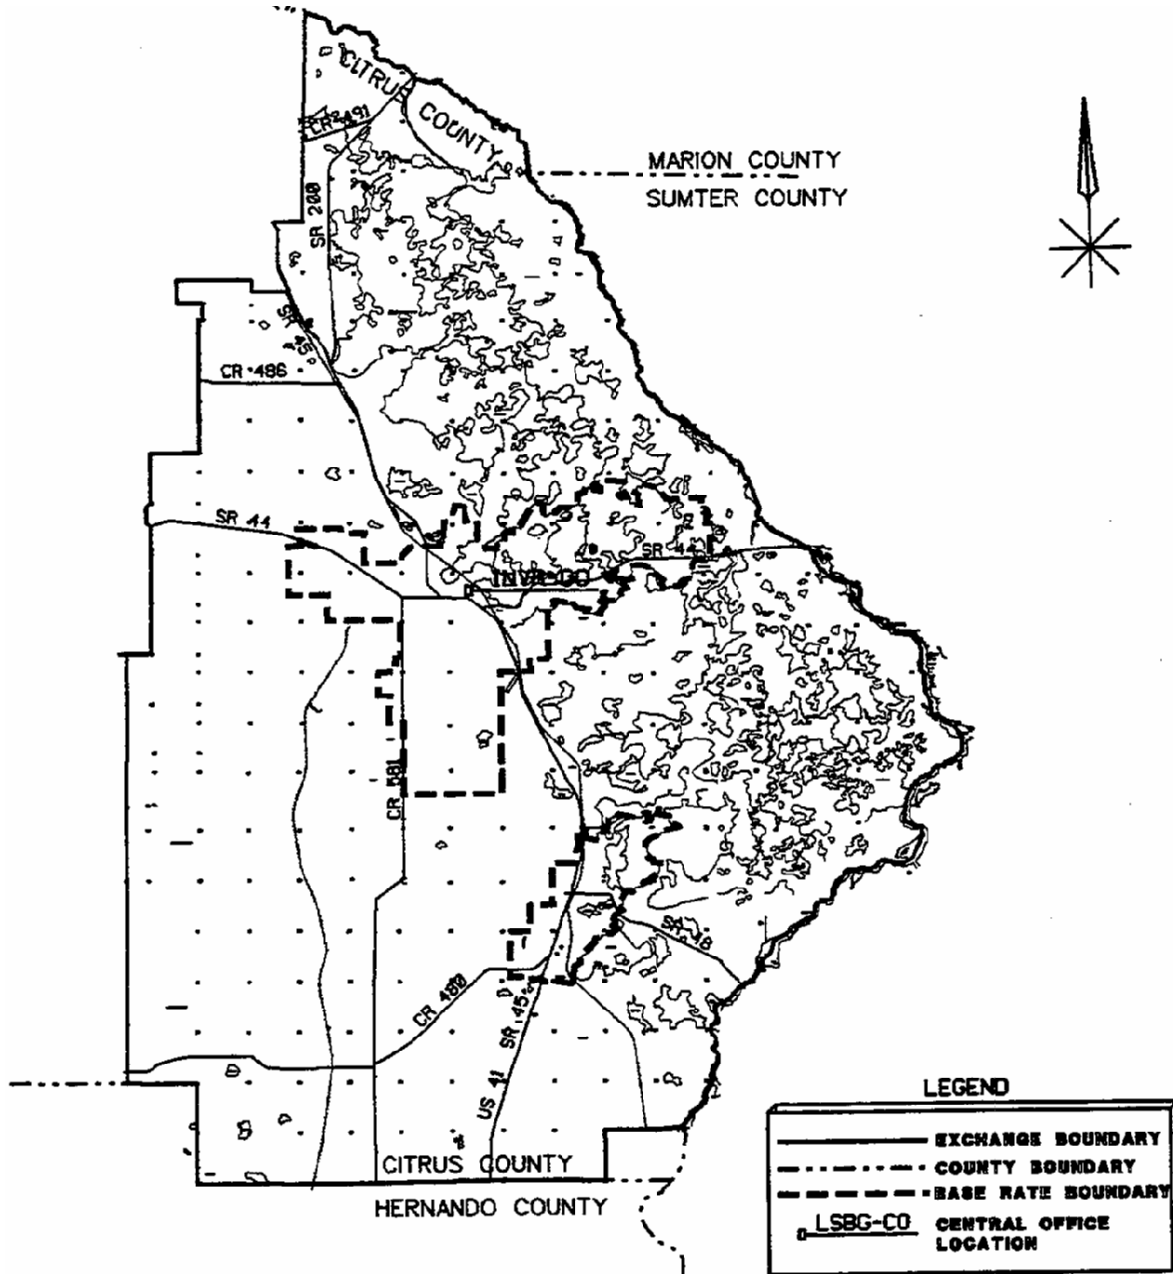 CITRUS COUNTY
CR 491
MARION COUNTY
SUMTER COUNTY
SR 200
SR 45
CR 486
SR 44
SR 44
CR 581
SR 48
CR 480
US 41 SR 45
CITRUS COUNTY
HERNANDO COUNTY
LEGEND
EXCHANGE BOUNDARY
COUNTY BOUNDARY
BASE RATE BOUNDARY
LSBG-CO CENTRAL OFFICE
LOCATION